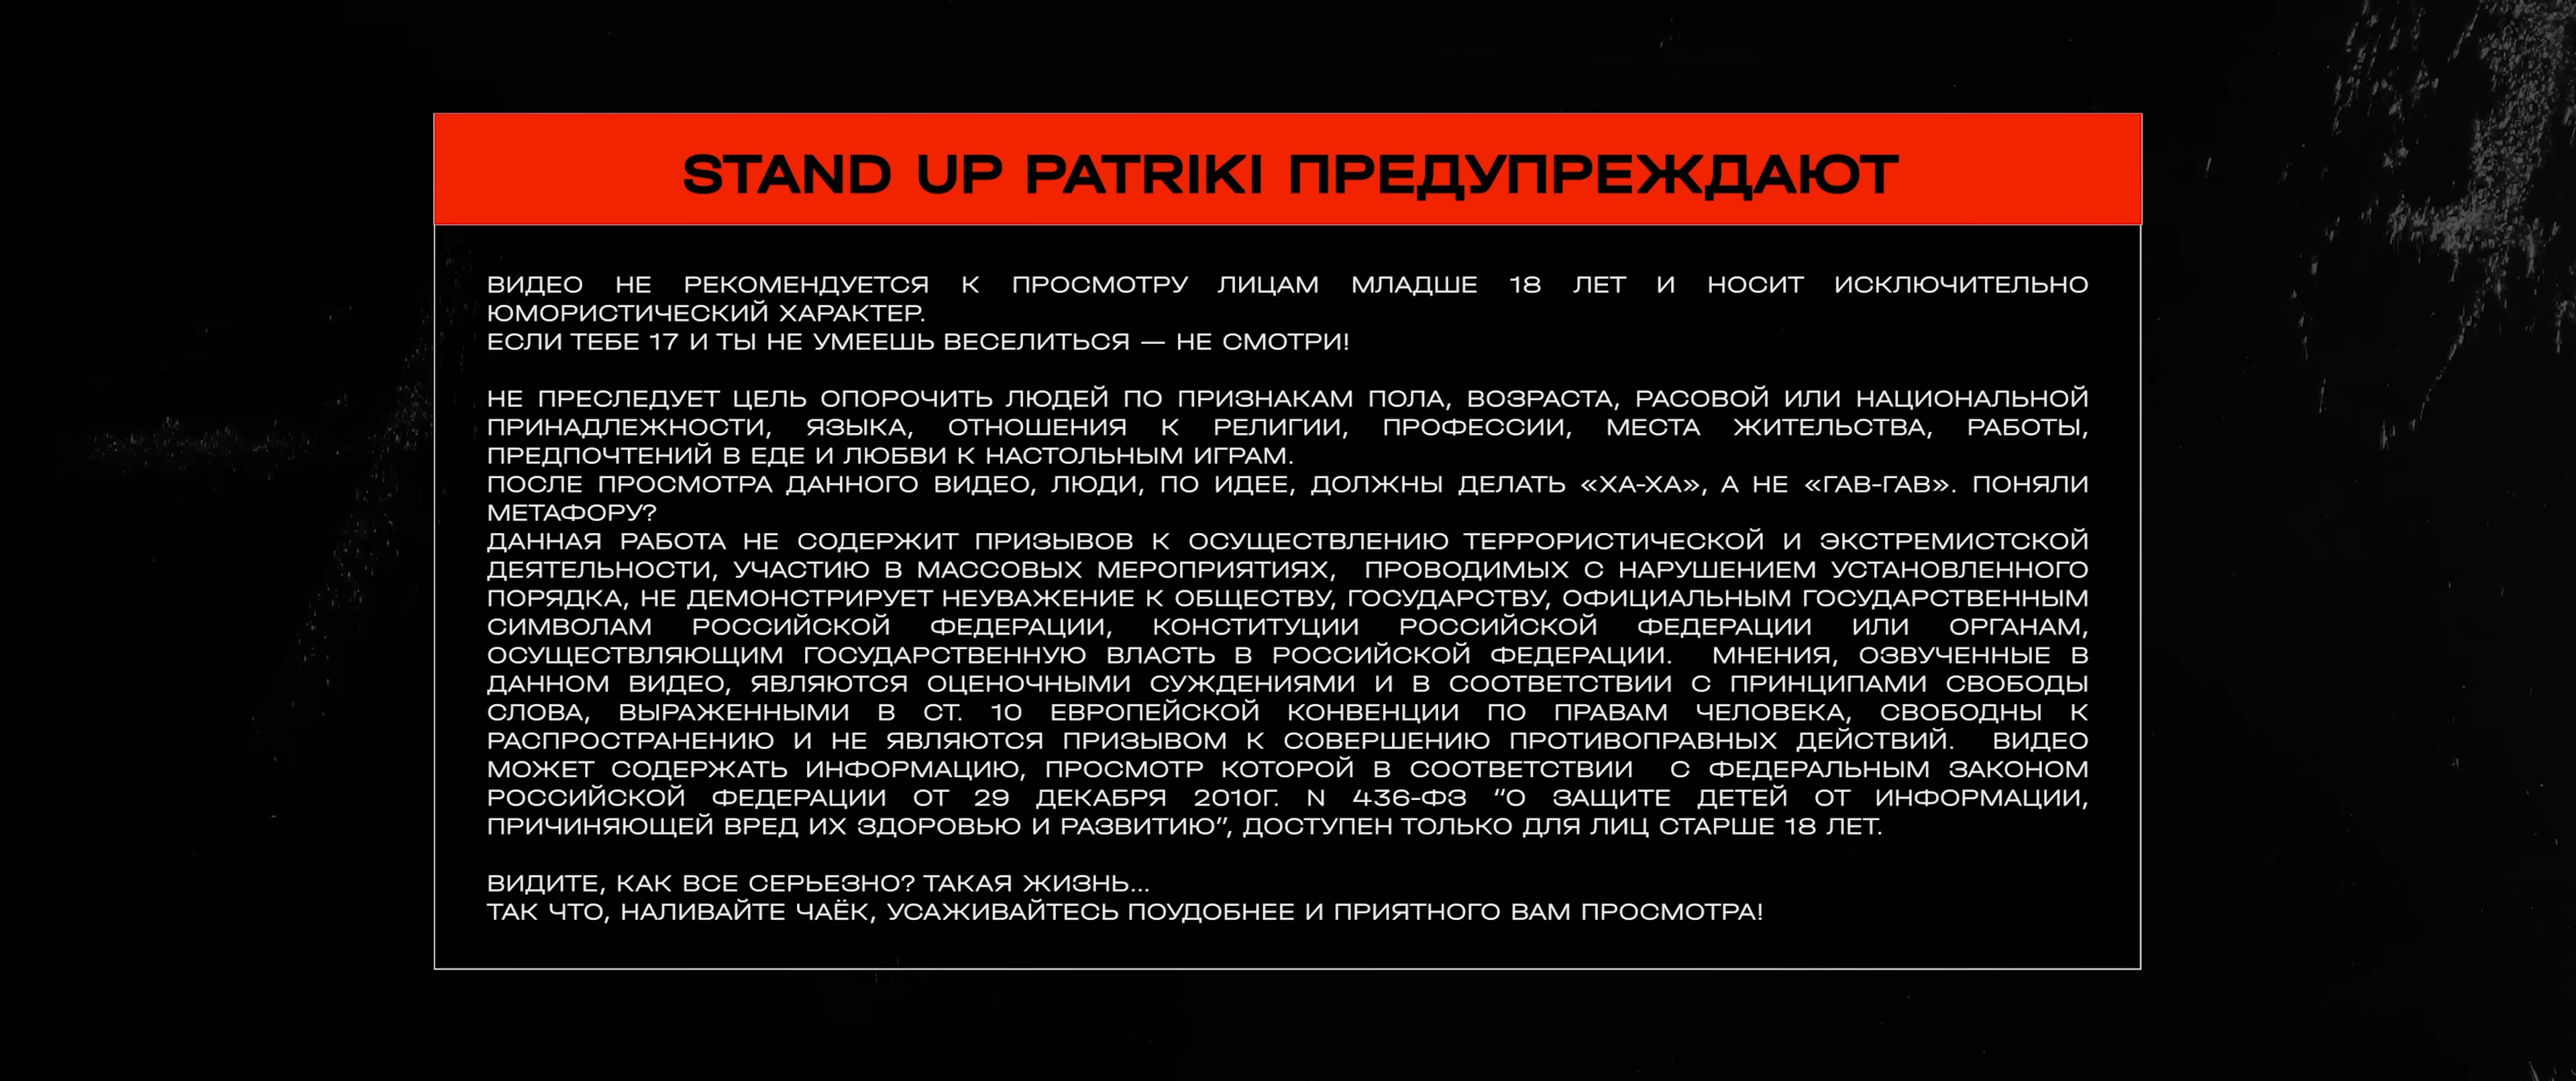 STAND UP PATRIKI ПРЕДУПРЕЖДАЮТ
ВИДЕО НЕ РЕКОМЕНДУЕТСЯ К ПРОСМОТРУ ЛИЦАМ МЛАДШЕ 18 ЛЕТ И НОСИТ ИСКЛЮЧИТЕЛЬНО
ЮМОРИСТИЧЕСКИЙ ХАРАКТЕР.
ЕСЛИ ТЕБЕ 17 И ТЫ НЕ УМЕЕШЬ ВЕСЕЛИТЬСЯ — НЕ СМОТРИ!
НЕ ПРЕСЛЕДУЕТ ЦЕЛЬ ОПОРОЧИТЬ ЛЮДЕЙ ПО ПРИЗНАКАМ ПОЛА, ВОЗРАСТА, РАСОВОЙ ИЛИ НАЦИОНАЛЬНОЙ
ПРИНАДЛЕЖНОСТИ, ЯЗЫКА, ОТНОШЕНИЯ К РЕЛИГИИ, ПРОФЕССИИ, МЕСТА ЖИТЕЛЬСТВА, РАБОТЫ,
ПРЕДПОЧТЕНИЙ В ЕДЕ И ЛЮБВИ К НАСТОЛЬНЫМ ИГРАМ.
ПОСЛЕ ПРОСМОТРА ДАННОГО ВИДЕО, ЛЮДИ, ПО ИДЕЕ, ДОЛЖНЫ ДЕЛАТЬ «ХА-ХА», А НЕ «ГАВ-ГАВ». ПОНЯЛИ
МЕТАФОРУ?
ДАННАЯ РАБОТА НЕ СОДЕРЖИТ ПРИЗЫВОВ К ОСУЩЕСТВЛЕНИЮ ТЕРРОРИСТИЧЕСКОЙ И ЭКСТРЕМИСТСКОЙ
ДЕЯТЕЛЬНОСТИ, УЧАСТИЮ В МАССОВЫХ МЕРОПРИЯТИЯХ, ПРОВОДИМЫХ С НАРУШЕНИЕМ УСТАНОВЛЕННОГО
ПОРЯДКА, НЕ ДЕМОНСТРИРУЕТ НЕУВАЖЕНИЕ К ОБЩЕСТВУ, ГОСУДАРСТВУ, ОФИЦИАЛЬНЫМ ГОСУДАРСТВЕННЫМ
СИМВОЛАМ РОССИЙСКОЙ ФЕДЕРАЦИИ, КОНСТИТУЦИИ РОССИЙСКОЙ ФЕДЕРАЦИИ ИЛИ ОРГАНАМ,
ОСУЩЕСТВЛЯЮЩИМ ГОСУДАРСТВЕННУЮ ВЛАСТЬ В РОССИЙСКОЙ ФЕДЕРАЦИИ. МНЕНИЯ, ОЗВУЧЕННЫЕ В
ДАННОМ ВИДЕО, ЯВЛЯЮТСЯ ОЦЕНОЧНЫМИ СУЖДЕНИЯМИ И В СООТВЕТСТВИИ С ПРИНЦИПАМИ СВОБОДЫ
СЛОВА, ВЫРАЖЕННЫМИ В СТ. 10 ЕВРОПЕЙСКОЙ КОНВЕНЦИИ ПО ПРАВАМ ЧЕЛОВЕКА, СВОБОДНЫ К
РАСПРОСТРАНЕНИЮ И НЕ ЯВЛЯЮТСЯ ПРИЗЫВОМ К СОВЕРШЕНИЮ ПРОТИВОПРАВНЫХ ДЕЙСТВИЙ. ВИДЕО
МОЖЕТ СОДЕРЖАТЬ ИНФОРМАЦИЮ, ПРОСМОТР КОТОРОЙ В СООТВЕТСТВИИ С ФЕДЕРАЛЬНЫМ ЗАКОНОМ
РОССИЙСКОЙ ФЕДЕРАЦИИ ОТ 29 ДЕКАБРЯ 2010Г. N 436-ФЗ "О ЗАЩИТЕ ДЕТЕЙ ОТ ИНФОРМАЦИИ,
ПРИЧИНЯЮЩЕЙ ВРЕД ИХ ЗДОРОВЬЮ И РАЗВИТИЮ", ДОСТУПЕН ТОЛЬКО ДЛЯ ЛИЦ СТАРШЕ 18 ЛЕТ.
ВИДИТЕ, КАК ВСЕ СЕРЬЕЗНО? ТАКАЯ ЖИЗНЬ...
ТАК ЧТО, НАЛИВАЙТЕ ЧАЁК, УСАЖИВАЙТЕСЬ ПОУДОБНЕЕ И ПРИЯТНОГО ВАМ ПРОСМОТРА!